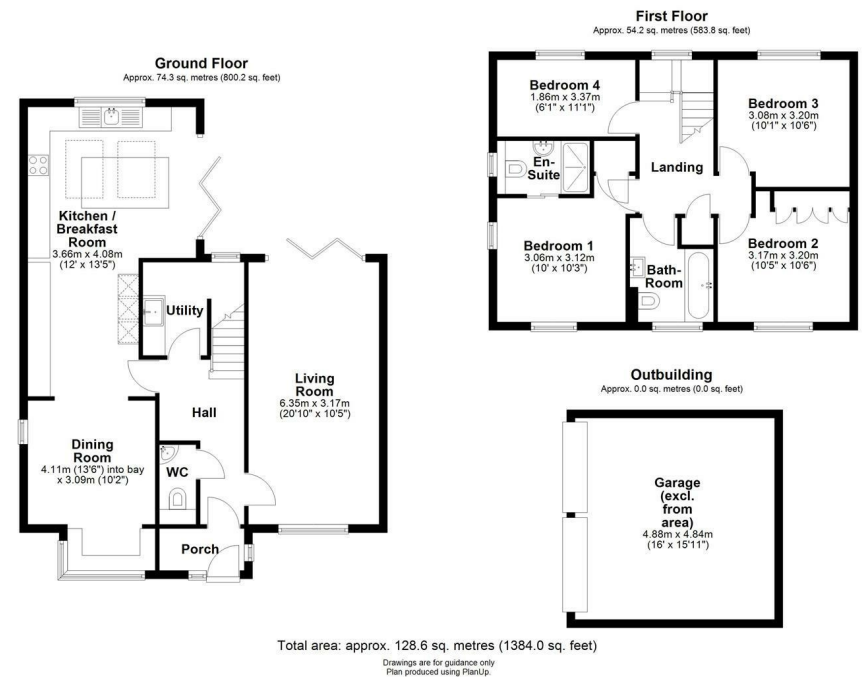 Ground Floor
Approx. 74.3 sq. metres (800.2 sq. feet)
Kitchen /
Breakfast
Room
3.66m x 4.08m
(12' x 13'5")
Utility
Living
Room
6.35m x 3.17m
(20'10" x 10'5")
Hall
Dining
Room
4.11m (13'6") into bay
x 3.09m (10'2")
WC
Porch
First Floor
Approx. 54.2 sq. metres (583.8 sq. feet)
Bedroom 4
1.86m x 3.37m
(6'1" x 11'1")
Bedroom 3
3.08m x 3.20m
(10'1" x 10'6")
En-
Suite
Landing
Bedroom 1
3.06m x 3.12m
(10' x 10'3")
Bedroom 2
3.17m x 3.20m
(10'5" x 10'6")
Bath-
Room
Outbuilding
Approx. 0.0 sq. metres (0.0 sq. feet)
Garage
(excl.
from
area)
4.88m x 4.84m
(16' x 15'11")
Total area: approx. 128.6 sq. metres (1384.0 sq. feet)
Drawings are for guidance only
Plan produced using PlanUp.